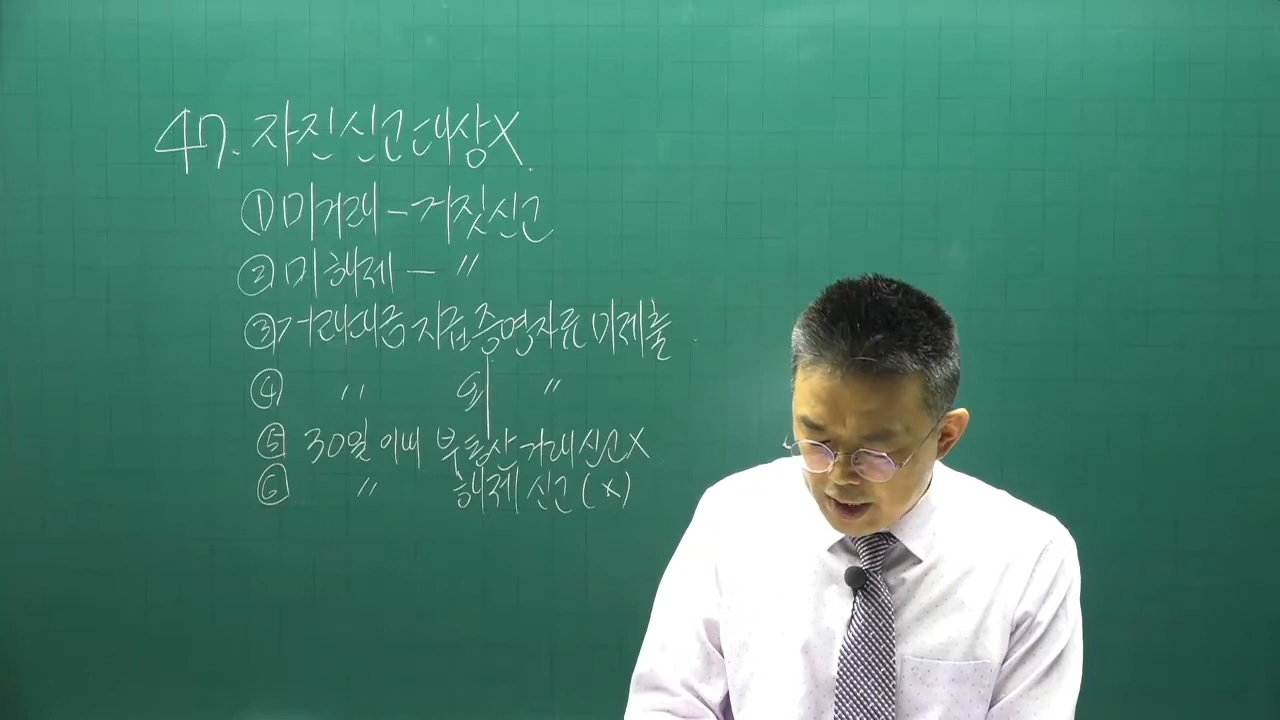 47. 자진신고대상X.
① 미거래 - 거짓신고
② 미해제 - 〃
③ 거래대금 지급증명자료 미제출
④ 〃 외 〃
⑤ 30일 이내 부동산거래신고X
⑥ 〃 해제신고(X)